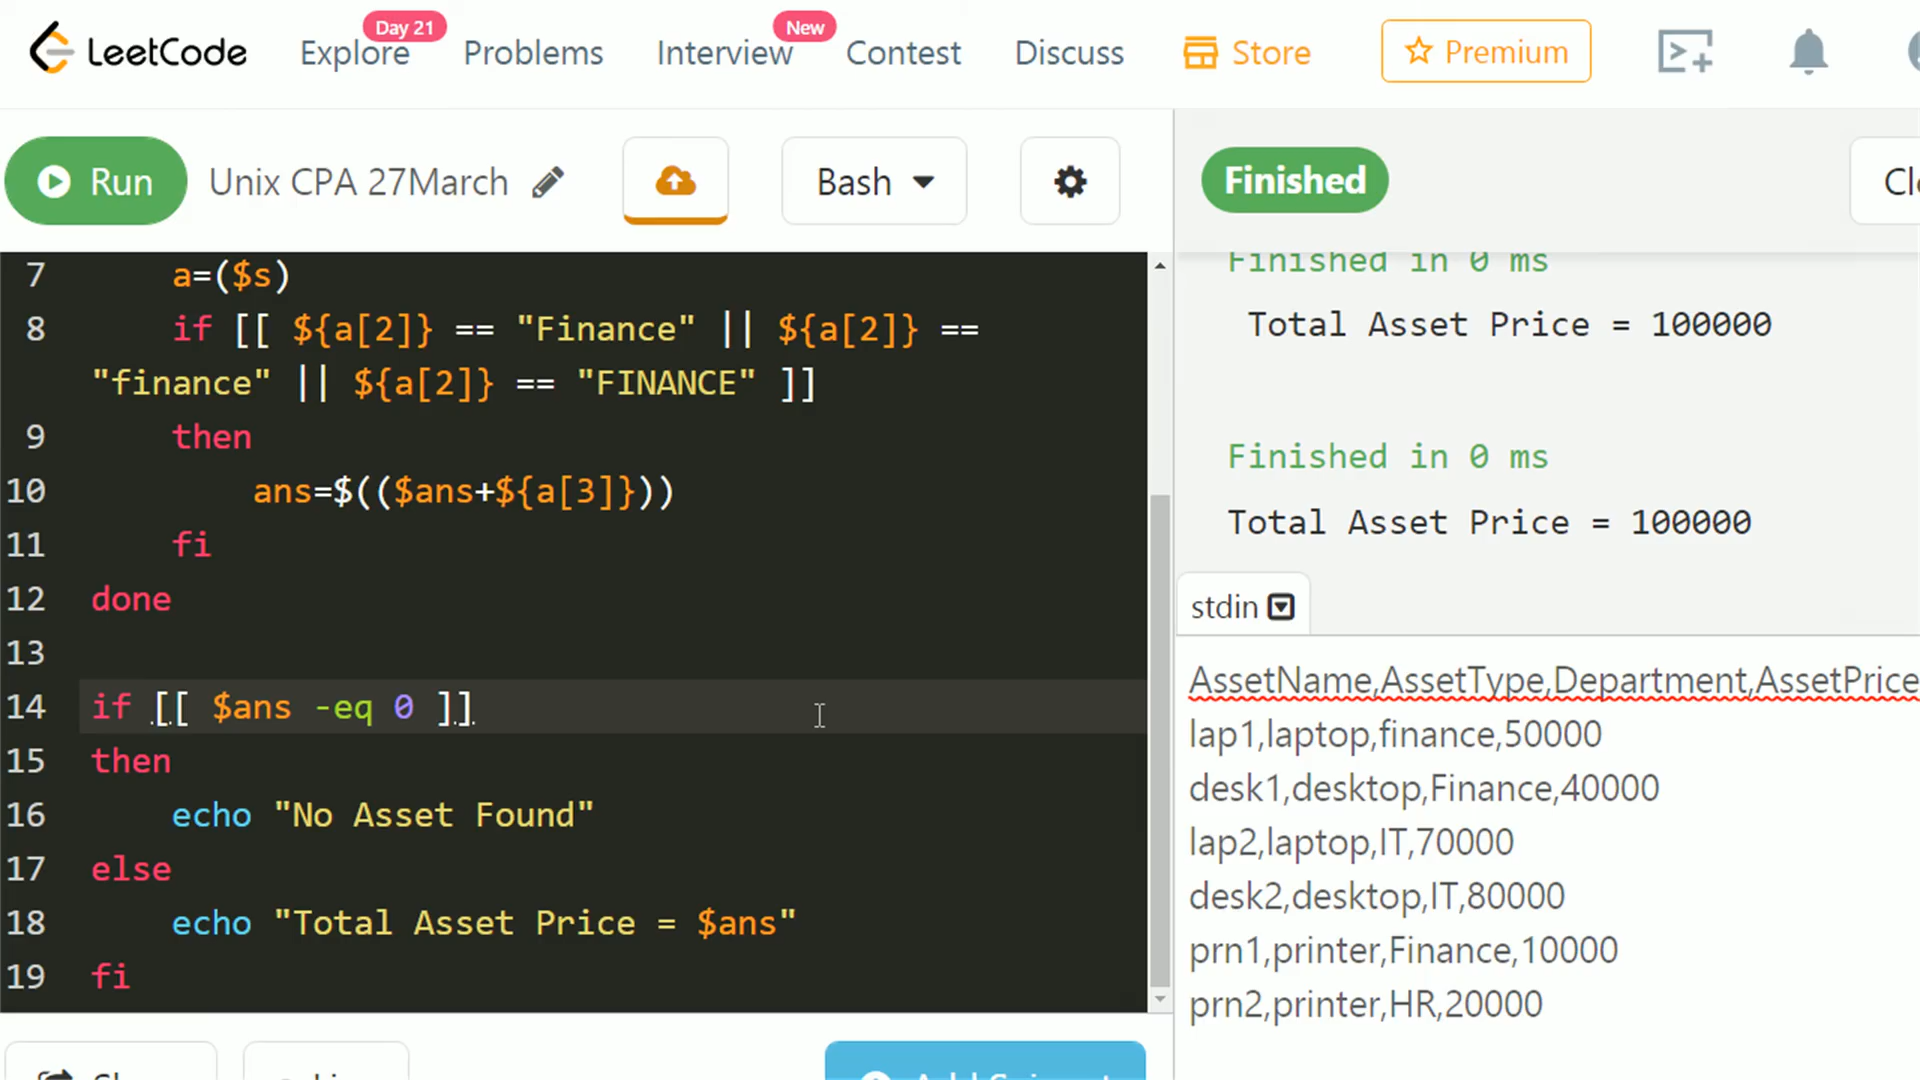 LeetCode Explore Day 21 Problems Interview New Contest Discuss Store Premium
Run Unix CPA 27March Bash
7 a=($s)
8 if [[ ${a[2]} == "Finance" || ${a[2]} ==
"finance" || ${a[2]} == "FINANCE" ]]
9 then
10 ans=$(($ans+${a[3]}))
11 fi
12 done
13
14 if [[ $ans -eq 0 ]]
15 then
16 echo "No Asset Found"
17 else
18 echo "Total Asset Price = $ans"
19 fi
Finished
Finished in 0 ms
Total Asset Price = 100000
Finished in 0 ms
Total Asset Price = 100000
stdin
AssetName,AssetType,Department,AssetPrice
lap1,laptop,finance,50000
desk1,desktop,Finance,40000
lap2,laptop,IT,70000
desk2,desktop,IT,80000
prn1,printer,Finance,10000
prn2,printer,HR,20000